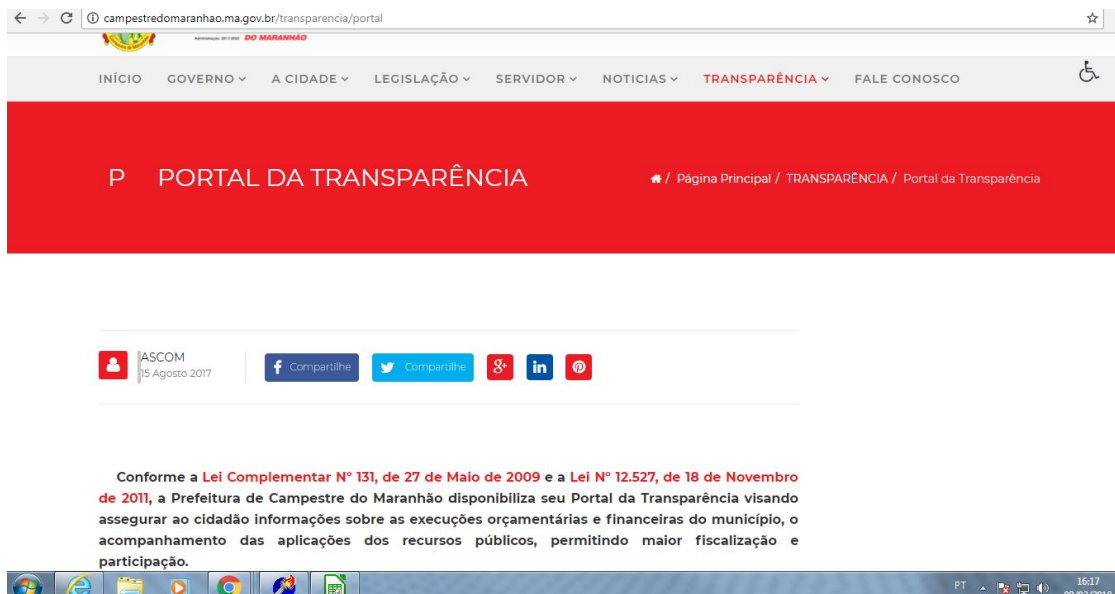 campestredomaranhao.ma.gov.br/transparencia/portal
DO MARANHÃO
INÍCIO GOVERNO A CIDADE LEGISLAÇÃO SERVIDOR NOTICIAS TRANSPARÊNCIA FALE CONOSCO
P PORTAL DA TRANSPARÊNCIA
/ Página Principal / TRANSPARÊNCIA / Portal da Transparência
ASCOM
15 Agosto 2017
Compartilhe
Compartilhe
Conforme a Lei Complementar Nº 131, de 27 de Maio de 2009 e a Lei Nº 12.527, de 18 de Novembro
de 2011, a Prefeitura de Campestre do Maranhão disponibiliza seu Portal da Transparência visando
assegurar ao cidadão informações sobre as execuções orçamentárias e financeiras do município, o
acompanhamento das aplicações dos recursos públicos, permitindo maior fiscalização e
participação.
PT
16:17